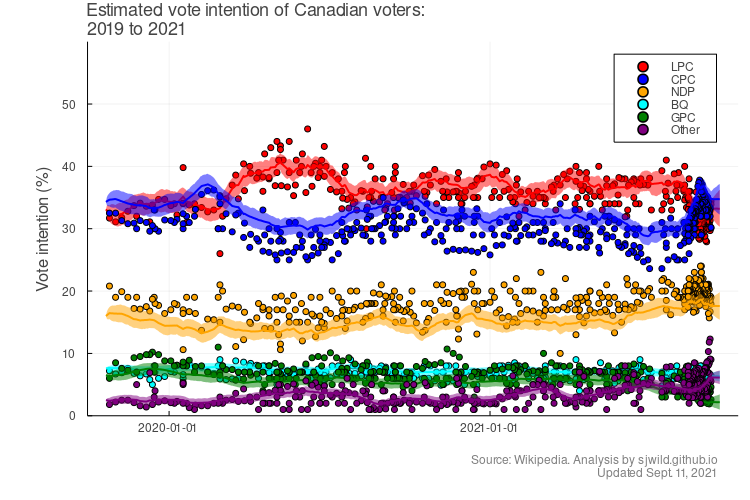 Estimated vote intention of Canadian voters:
2019 to 2021
LPC
CPC
NDP
BQ
GPC
Other
Vote intention (%)
50
40
30
20
10
0
2020-01-01
2021-01-01
Source: Wikipedia. Analysis by sjwild.github.io
Updated Sept. 11, 2021